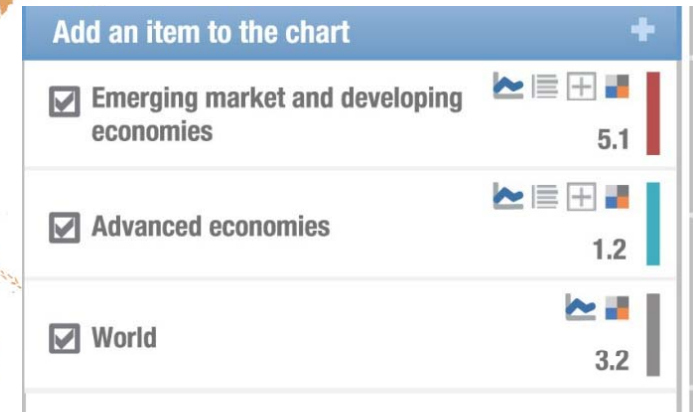 Add an item to the chart
Emerging market and developing
economies
5.1
Advanced economies
1.2
World
3.2